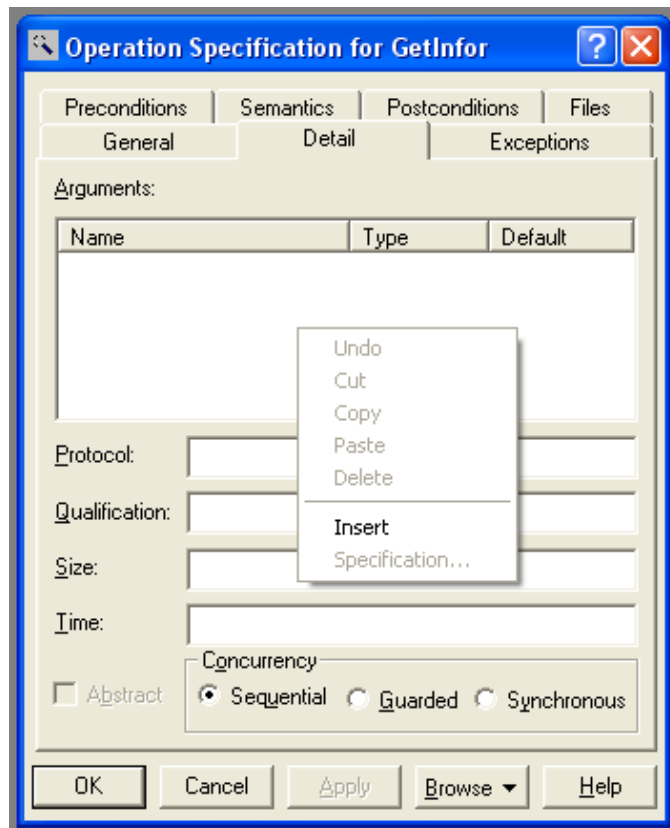 Operation Specification for GetInfor
Preconditions Semantics Postconditions Files
General Detail Exceptions
Arguments:
Name Type Default
Undo
Cut
Copy
Paste
Delete
Insert
Specification...
Protocol:
Qualification:
Size:
Time:
Concurrency
Abstract Sequential Guarded Synchronous
OK Cancel Apply Browse Help